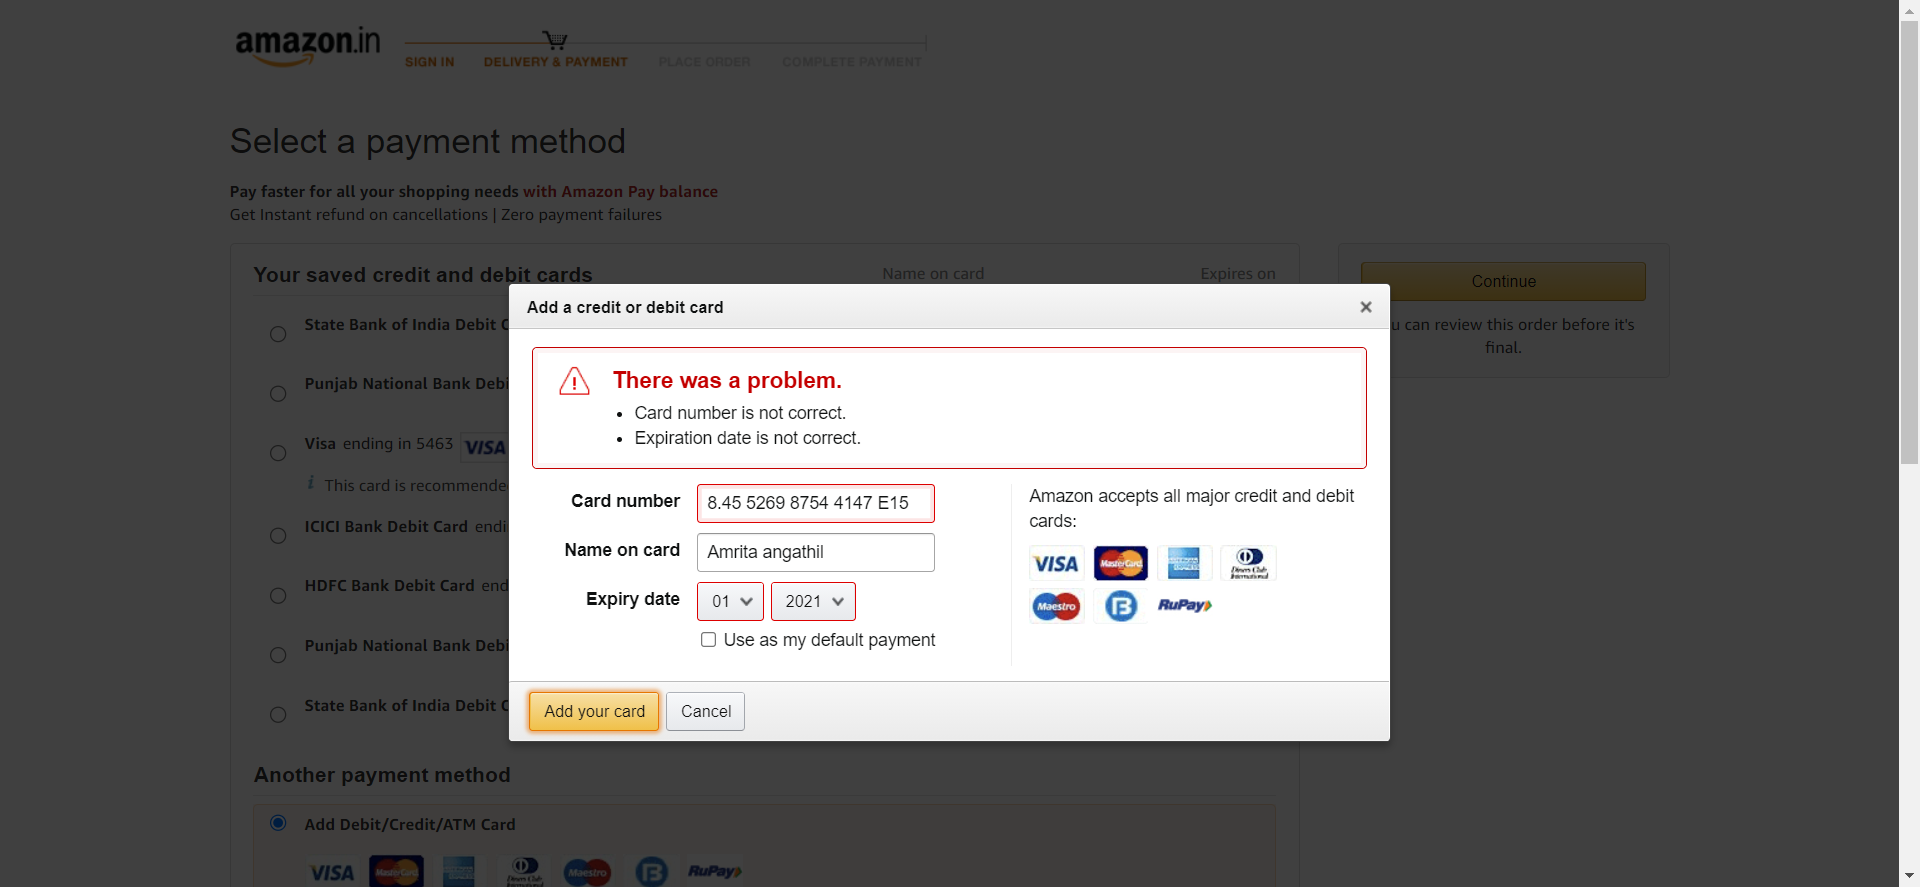 amazon.in
SIGN IN DELIVERY & PAYMENT PLACE ORDER COMPLETE PAYMENT
Select a payment method
Pay faster for all your shopping needs with Amazon Pay balance
Get Instant refund on cancellations | Zero payment failures
Your saved credit and debit cards Name on card Expires on
Continue
u can review this order before it's
final.
State Bank of India Debit C
Punjab National Bank Debi
Visa ending in 5463 VISA
This card is recommende
ICICI Bank Debit Card endi
HDFC Bank Debit Card end
Punjab National Bank Debi
State Bank of India Debit C
Add a credit or debit card
There was a problem.
• Card number is not correct.
• Expiration date is not correct.
Card number 8.45 5269 8754 4147 E15
Name on card Amrita angathil
Expiry date 01 2021
Use as my default payment
Amazon accepts all major credit and debit
cards:
VISA MasterCard Diners Club International
Maestro RuPay
Add your card Cancel
Another payment method
Add Debit/Credit/ATM Card
VISA MasterCard Diners Club Maestro RuPay